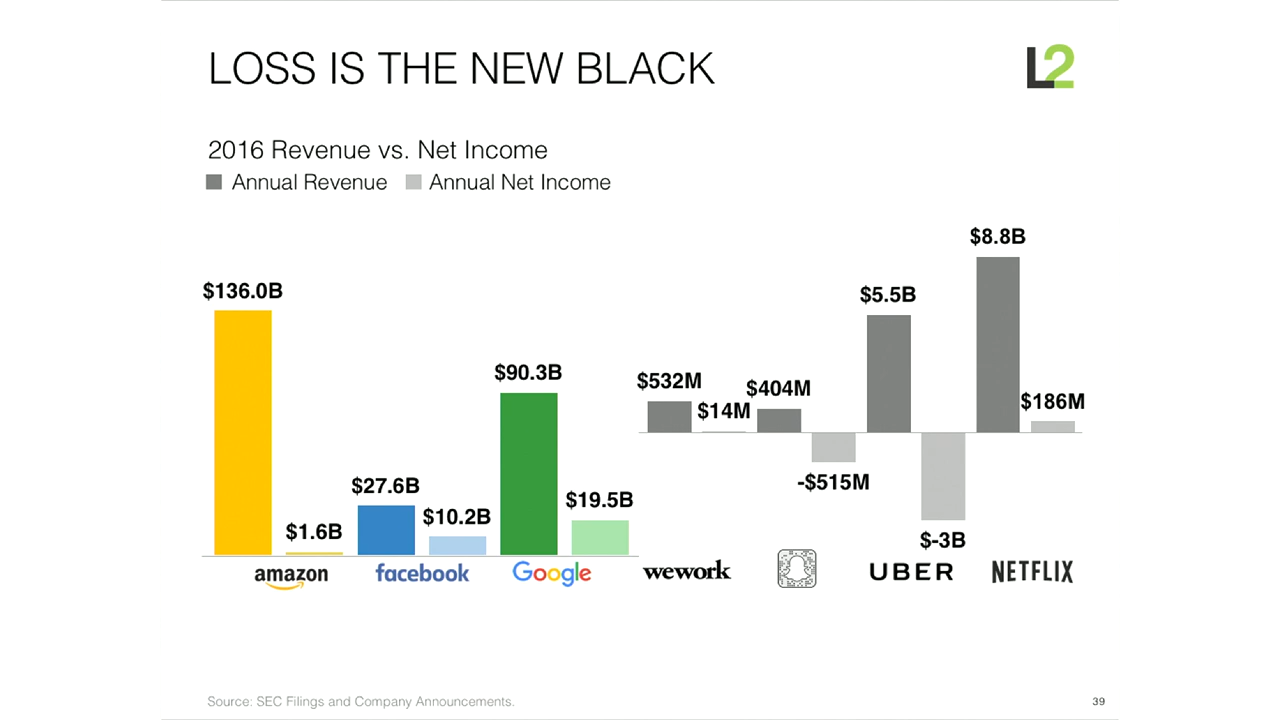 LOSS IS THE NEW BLACK
L2
2016 Revenue vs. Net Income
Annual Revenue Annual Net Income
$136.0B
$1.6B
$27.6B
$10.2B
$90.3B
$19.5B
$532M
$14M
$404M
-$515M
$5.5B
$-3B
$8.8B
$186M
amazon facebook Google wework UBER NETFLIX
Source: SEC Filings and Company Announcements.
39